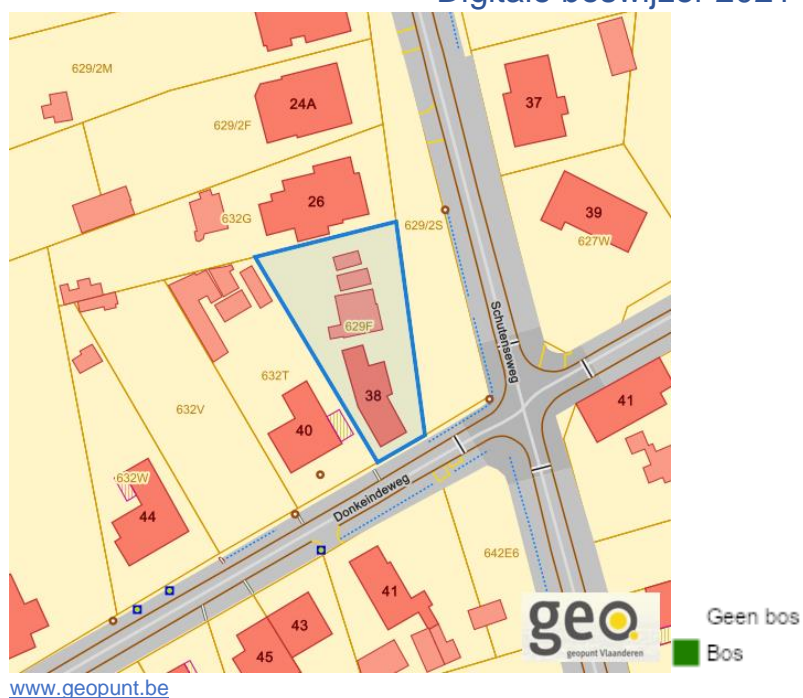 Digitale boswijzer 2021
629/2M
24A
37
629/2F
26
39
632G
629/2S
627W
Schutenseweg
629F
632T
38
632V
40
41
632W
44
Donkeindeweg
642E6
41
43
45
geo
geopunt Vlaanderen
Geen bos
Bos
www.geopunt.be